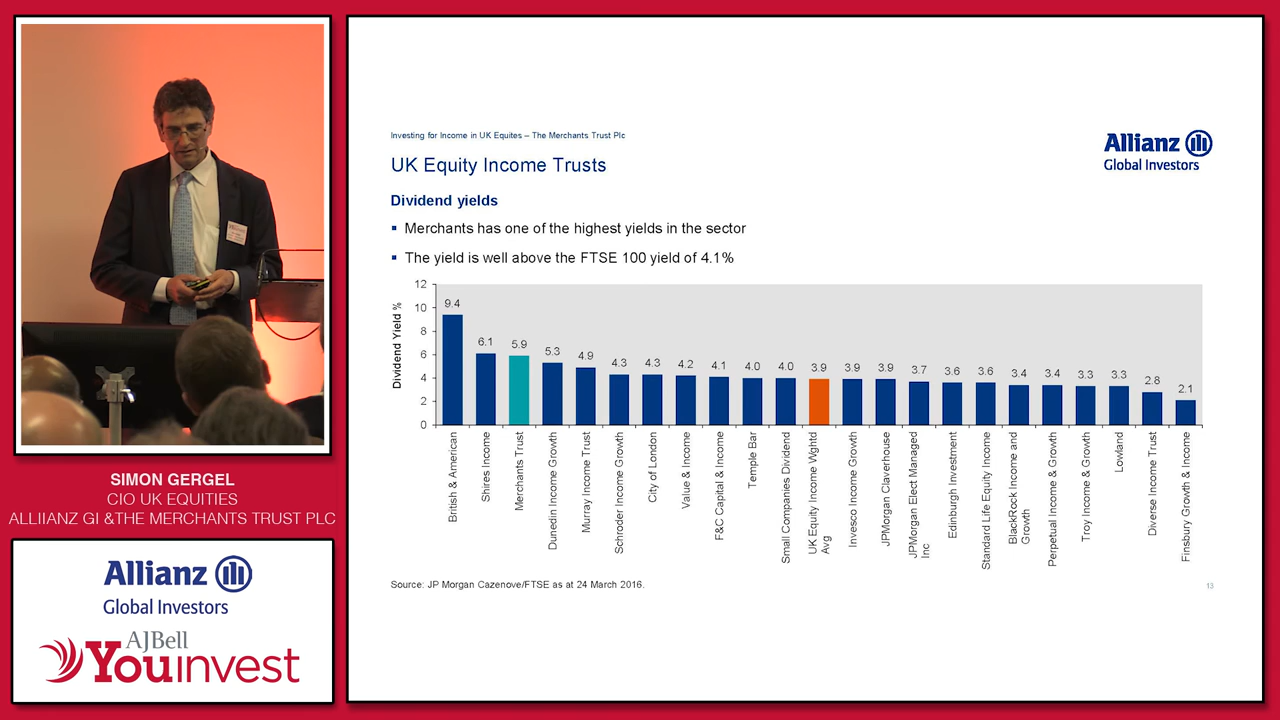 Investing for Income in UK Equites – The Merchants Trust Plc
Allianz
Global Investors
UK Equity Income Trusts
Dividend yields
▪ Merchants has one of the highest yields in the sector
▪ The yield is well above the FTSE 100 yield of 4.1%
Dividend Yield %
12
10
8
6
4
2
0
9.4
6.1
5.9
5.3
4.9
4.3
4.3
4.2
4.1
4.0
4.0
3.9
3.9
3.9
3.7
3.6
3.6
3.4
3.4
3.3
3.3
2.8
2.1
British & American
Shires Income
Merchants Trust
Dunedin Income Growth
Murray Income Trust
Schroder Income Growth
City of London
Value & Income
F&C Capital & Income
Temple Bar
Small Companies Dividend
UK Equity Income Wghtd
Avg
Invesco Income Growth
JPMorgan Claverhouse
JPMorgan Elect Managed
Inc
Edinburgh Investment
Standard Life Equity Income
BlackRock Income and
Growth
Perpetual Income & Growth
Troy Income & Growth
Lowland
Diverse Income Trust
Finsbury Growth & Income
Source: JP Morgan Cazenove/FTSE as at 24 March 2016.
13
SIMON GERGEL
CIO UK EQUITIES
ALLIIANZ GI &THE MERCHANTS TRUST PLC
Allianz
Global Investors
AJBell
Youinvest